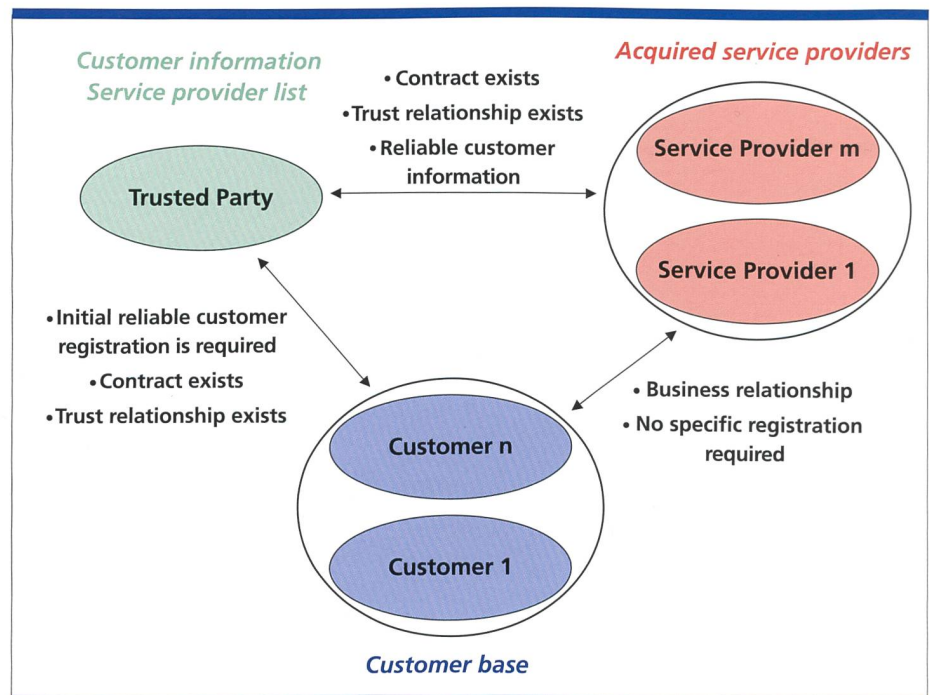 Customer information
Service provider list
Acquired service providers
• Contract exists
• Trust relationship exists
• Reliable customer
information
Trusted Party
Service Provider m
Service Provider 1
• Initial reliable customer
registration is required
• Contract exists
• Trust relationship exists
• Business relationship
• No specific registration
required
Customer n
Customer 1
Customer base